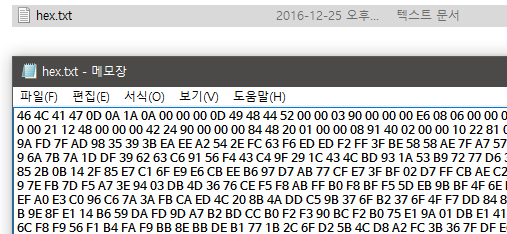 hex.txt 2016-12-25 오후... 텍스트 문서
hex.txt - 메모장
파일(F) 편집(E) 서식(O) 보기(V) 도움말(H)
46 4C 41 47 0D 0A 1A 0A 00 00 00 0D 49 48 44 52 00 00 03 90 00 00 00 E6 08 06 00 00 0
0 00 21 12 48 00 00 00 42 24 90 00 00 00 84 48 20 01 00 00 08 91 40 02 00 00 10 22 81 0
9A FD 7F AD 98 35 39 3B EA EE A2 54 2E FC 63 F6 ED ED F2 FF 3F BE 58 58 AE 7F A7 57
9 6A 7B 7A 1D DF 39 62 63 C6 91 56 F4 43 C4 9F 29 1C 43 4C BD 93 1A 53 B9 72 77 D6
85 2B 0B 14 2F 85 E7 C1 6F E9 E6 CB EE B6 97 D7 AB 77 CF E7 3F BF 02 D7 FF CB AE C2
9 7E FB 7D F5 A7 3E 94 03 DB 4D 36 76 CE F5 F8 AB FF B0 F8 BF F5 5D EB 9B BF 4F 6E
EF A0 E3 C0 96 C6 7A 3A FB CA ED 4C 20 8B 4A DD C5 9B 37 6F B2 37 6F 4F F7 DD 84 8
B 9E 8F E1 14 B6 59 DA FD 9D A7 B2 BD CC B0 F2 F3 90 BC F2 B0 75 E1 9A 01 DB E1 41
6C F8 F9 56 F1 B4 FA F9 BB 8E BB DE B1 77 1B 2C 6F D2 5B 4C D8 A2 FC 3B 36 7F DF